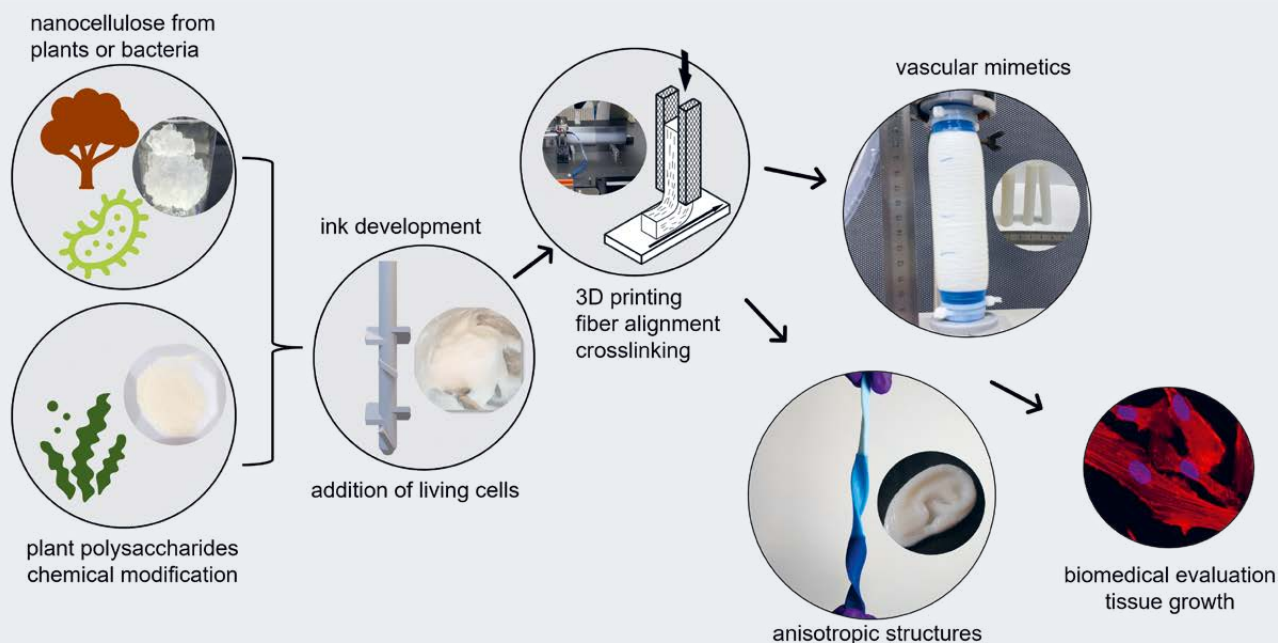 nanocellulose from
plants or bacteria
plant polysaccharides
chemical modification
ink development
addition of living cells
3D printing
fiber alignment
crosslinking
vascular mimetics
anisotropic structures
biomedical evaluation
tissue growth